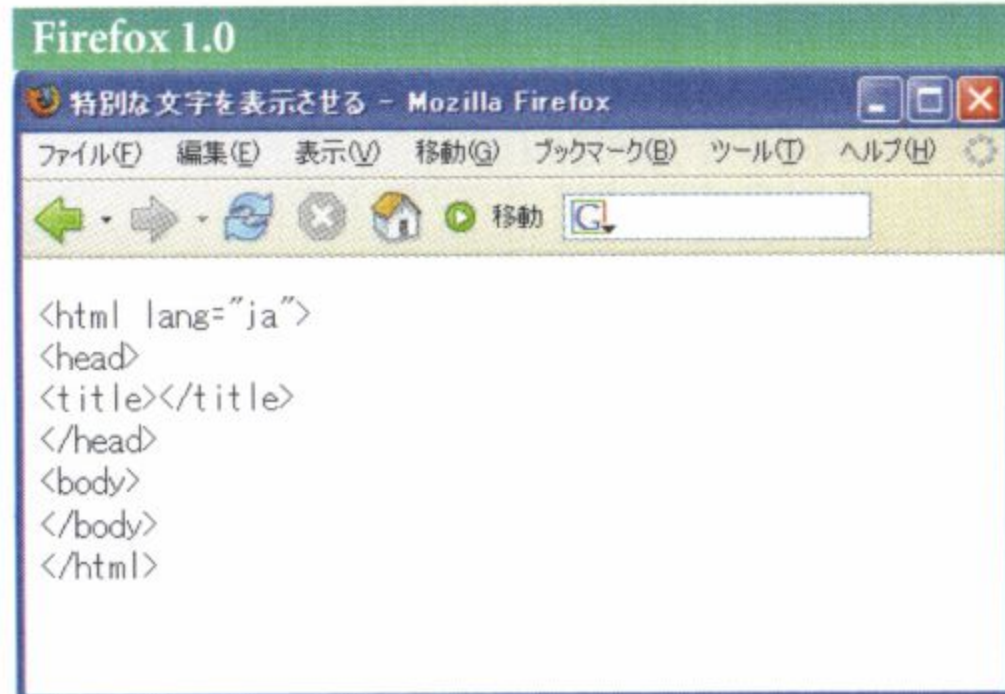 Firefox 1.0
特別な文字を表示させる - Mozilla Firefox
ファイル(F) 編集(E) 表示(V) 移動(G) ブックマーク(B) ツール(T) ヘルプ(H)
移動 G
<html lang="ja">
<head>
<title></title>
</head>
<body>
</body>
</html>